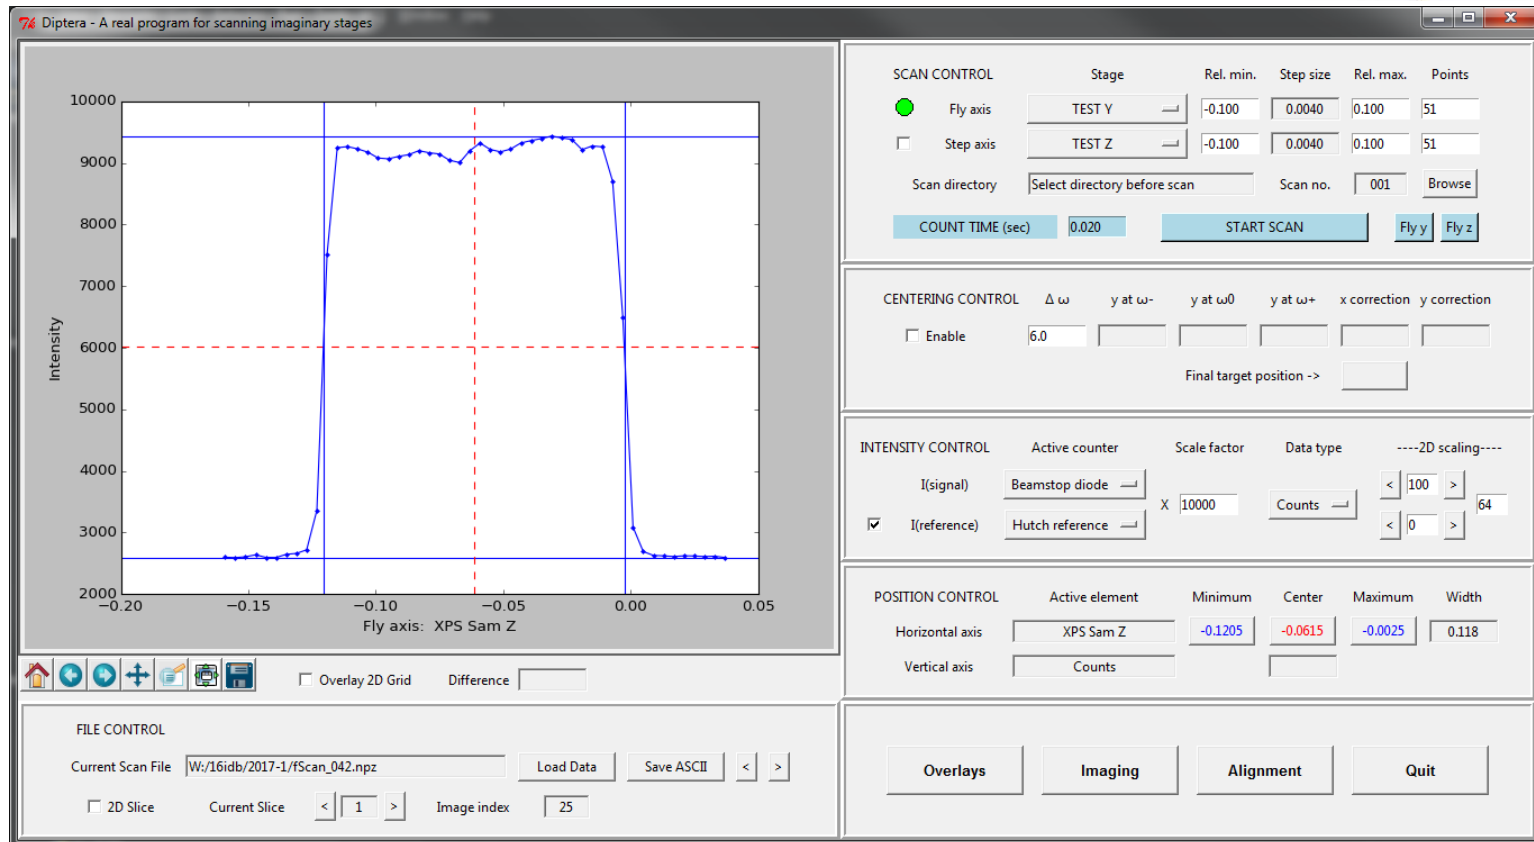 Diptera - A real program for scanning imaginary stages
10000
9000
8000
7000
6000
5000
4000
3000
2000
Intensity
−0.20 −0.15 −0.10 −0.05 0.00 0.05
Fly axis: XPS Sam Z
Overlay 2D Grid Difference
FILE CONTROL
Current Scan File W:/16idb/2017-1/fScan_042.npz Load Data Save ASCII < >
2D Slice Current Slice < 1 > Image index 25
SCAN CONTROL Stage Rel. min. Step size Rel. max. Points
Fly axis TEST Y -0.100 0.0040 0.100 51
Step axis TEST Z -0.100 0.0040 0.100 51
Scan directory Select directory before scan Scan no. 001 Browse
COUNT TIME (sec) 0.020 START SCAN Fly y Fly z
CENTERING CONTROL Δ ω y at ω- y at ω0 y at ω+ x correction y correction
Enable 6.0
Final target position ->
INTENSITY CONTROL Active counter Scale factor Data type ----2D scaling----
I(signal) Beamstop diode < 100 >
X 10000 Counts 64
I(reference) Hutch reference < 0 >
POSITION CONTROL Active element Minimum Center Maximum Width
Horizontal axis XPS Sam Z -0.1205 -0.0615 -0.0025 0.118
Vertical axis Counts
Overlays Imaging Alignment Quit